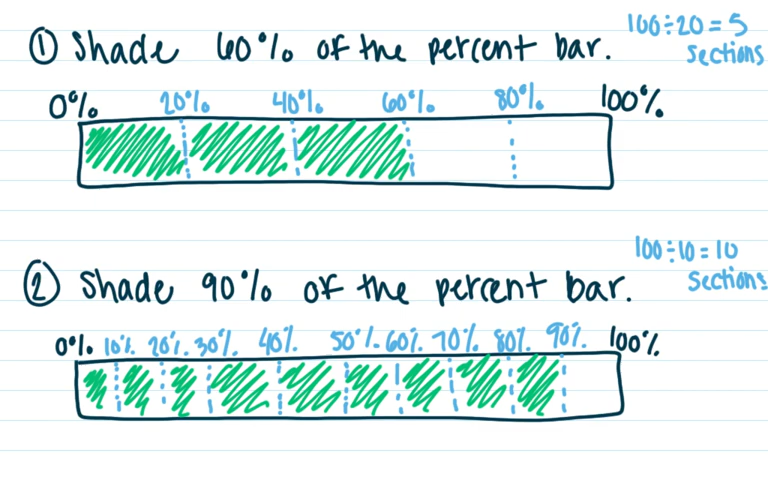 ① Shade 60% of the percent bar.
100÷20 = 5
sections
0% 20% 40% 60% 80% 100%
100÷10 = 10
sections
② Shade 90% of the percent bar.
0% 10% 20% 30% 40% 50% 60% 70% 80% 90% 100%